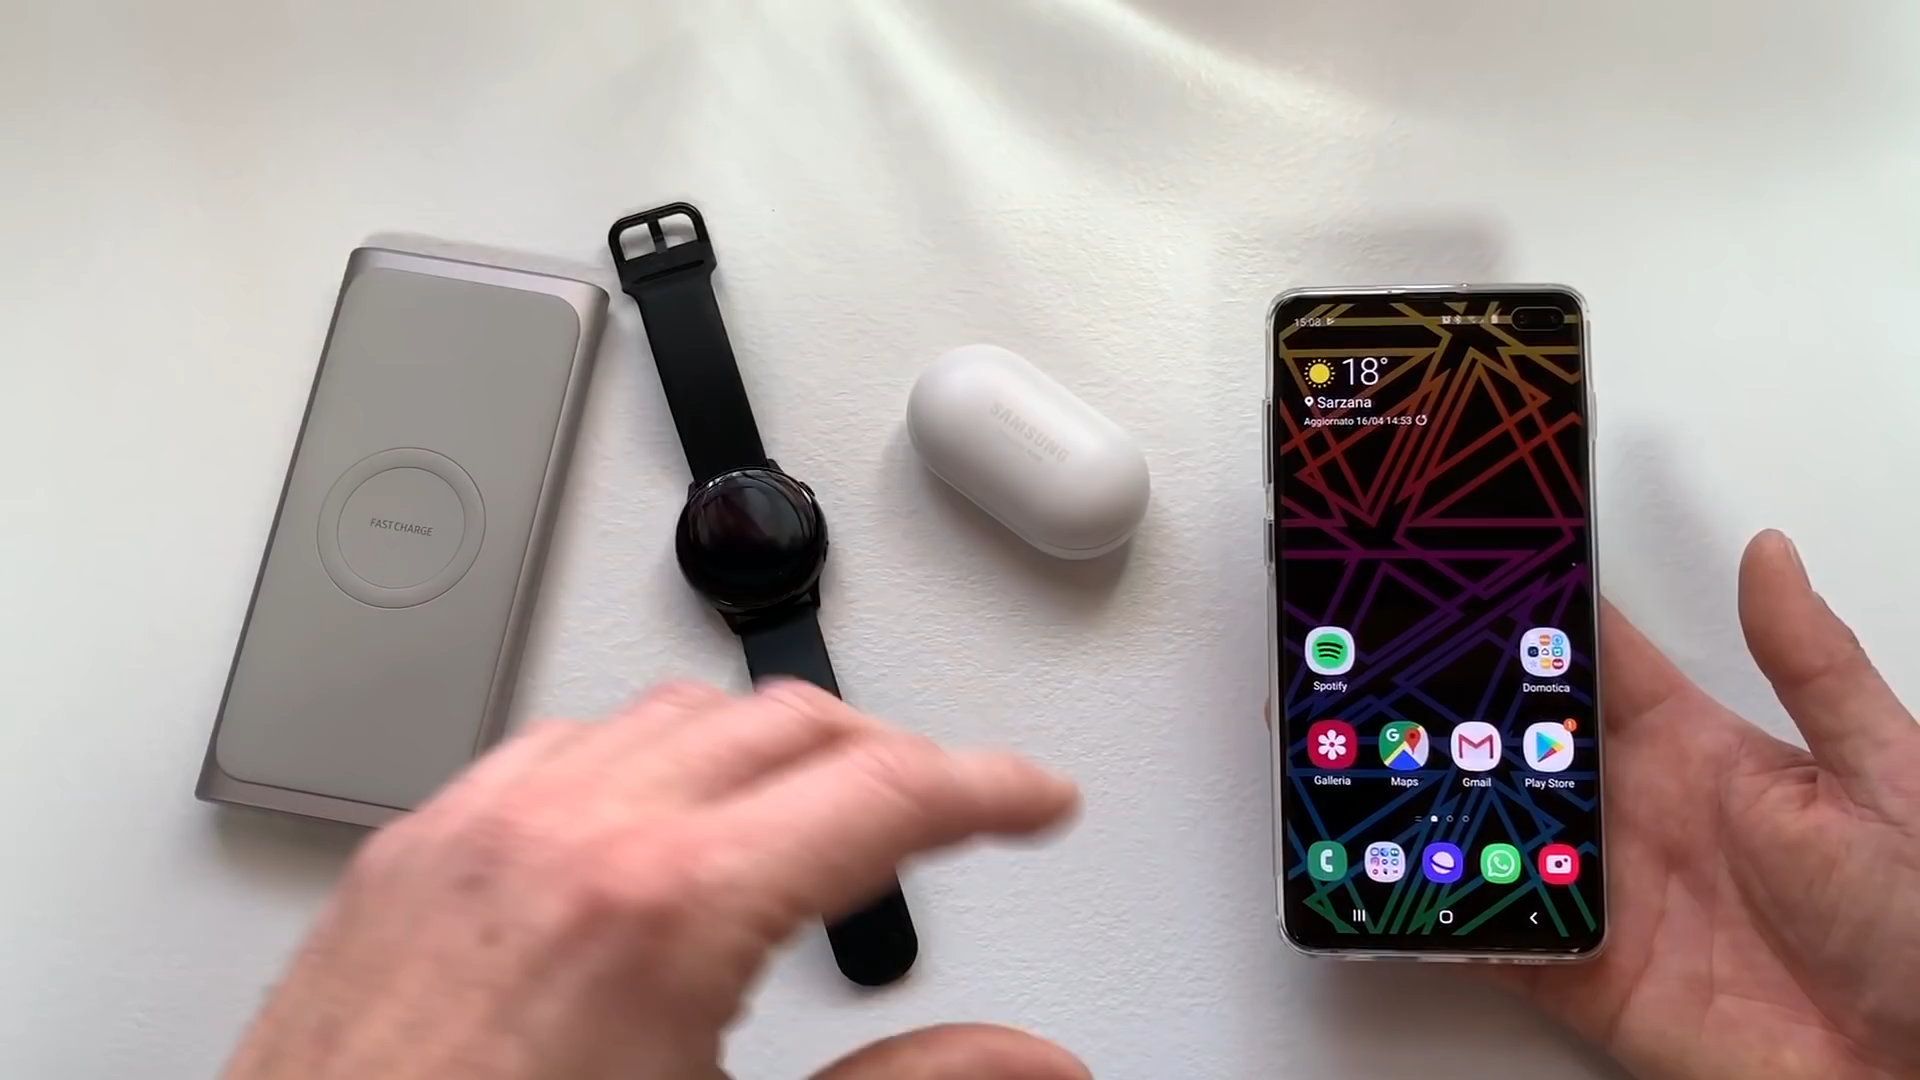 FAST CHARGE
SAMSUNG
15:08
18°
Sarzana
Aggiornato 16/04 14:53
Spotify
Domotica
G
1
Galleria
Maps
Gmail
Play Store